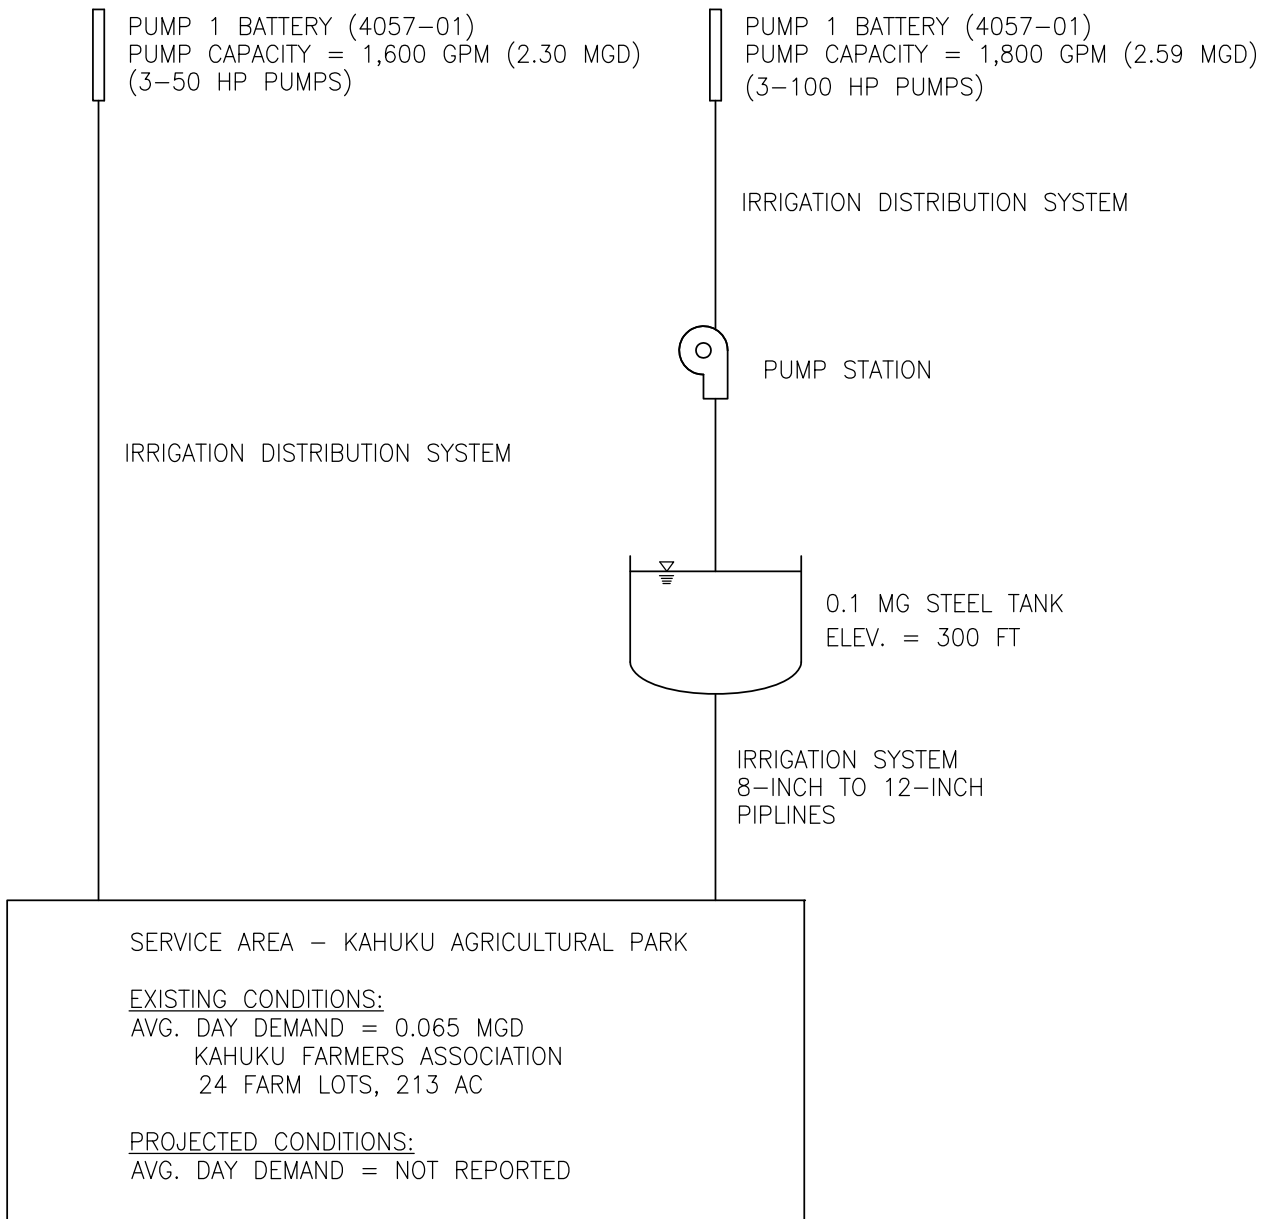 PUMP 1 BATTERY (4057-01)
PUMP CAPACITY = 1,600 GPM (2.30 MGD)
(3-50 HP PUMPS)
PUMP 1 BATTERY (4057-01)
PUMP CAPACITY = 1,800 GPM (2.59 MGD)
(3-100 HP PUMPS)
IRRIGATION DISTRIBUTION SYSTEM
PUMP STATION
IRRIGATION DISTRIBUTION SYSTEM
0.1 MG STEEL TANK
ELEV. = 300 FT
IRRIGATION SYSTEM
8-INCH TO 12-INCH
PIPLINES
SERVICE AREA - KAHUKU AGRICULTURAL PARK
EXISTING CONDITIONS:
AVG. DAY DEMAND = 0.065 MGD
KAHUKU FARMERS ASSOCIATION
24 FARM LOTS, 213 AC
PROJECTED CONDITIONS:
AVG. DAY DEMAND = NOT REPORTED